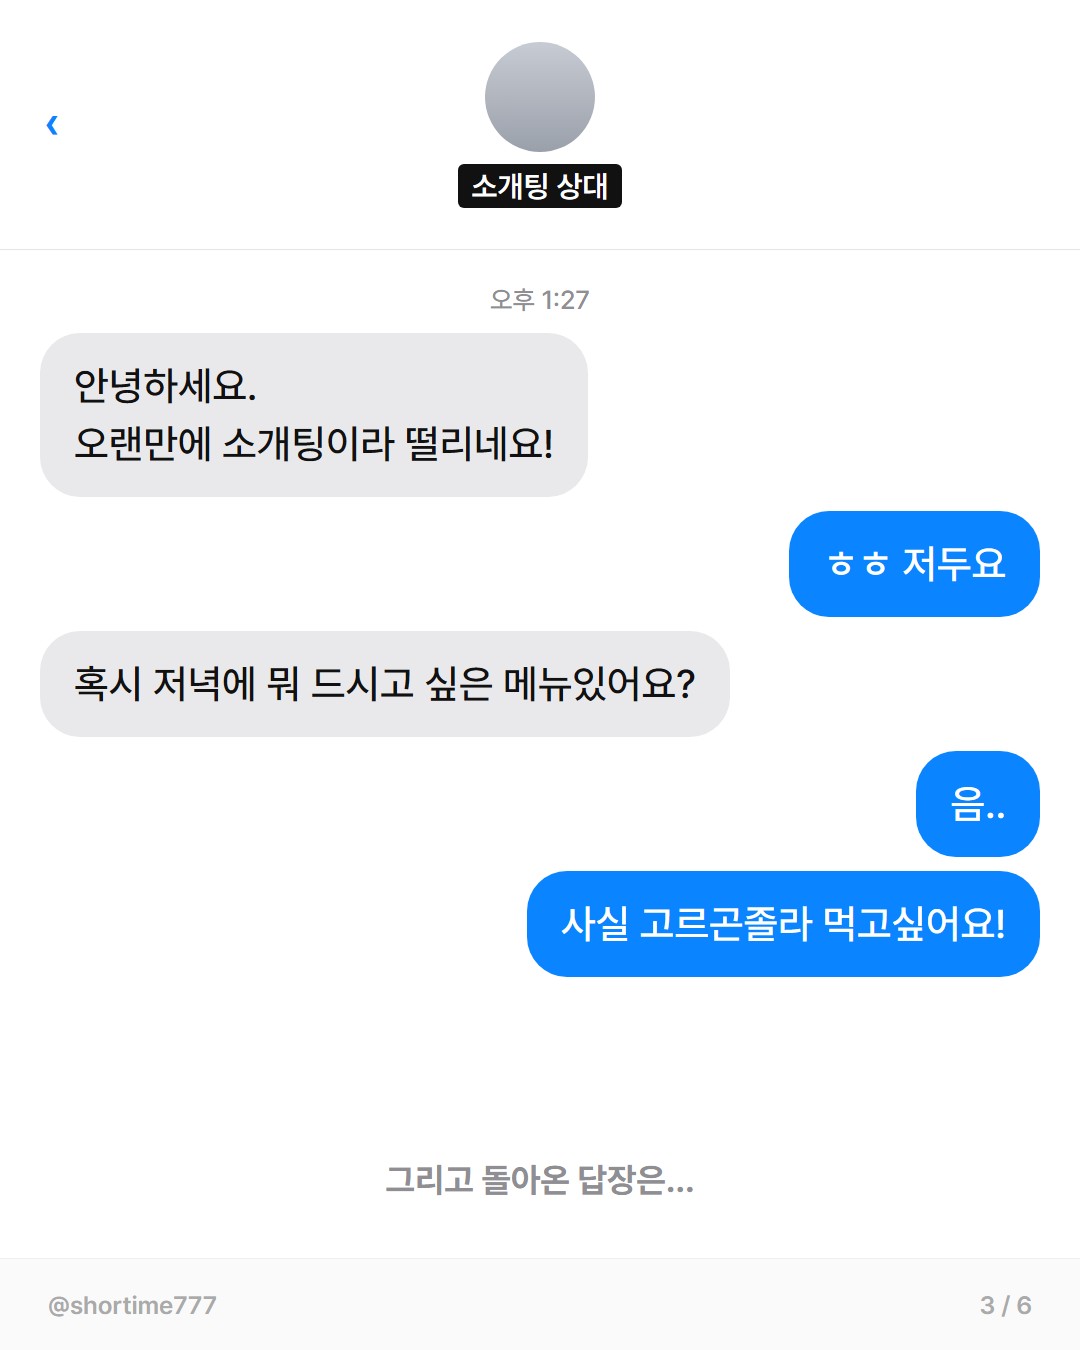 ‹
소개팅 상대
오후 1:27
안녕하세요.
오랜만에 소개팅이라 떨리네요!
ㅎㅎ 저두요
혹시 저녁에 뭐 드시고 싶은 메뉴있어요?
음..
사실 고르곤졸라 먹고싶어요!
그리고 돌아온 답장은...
@shortime777
3 / 6